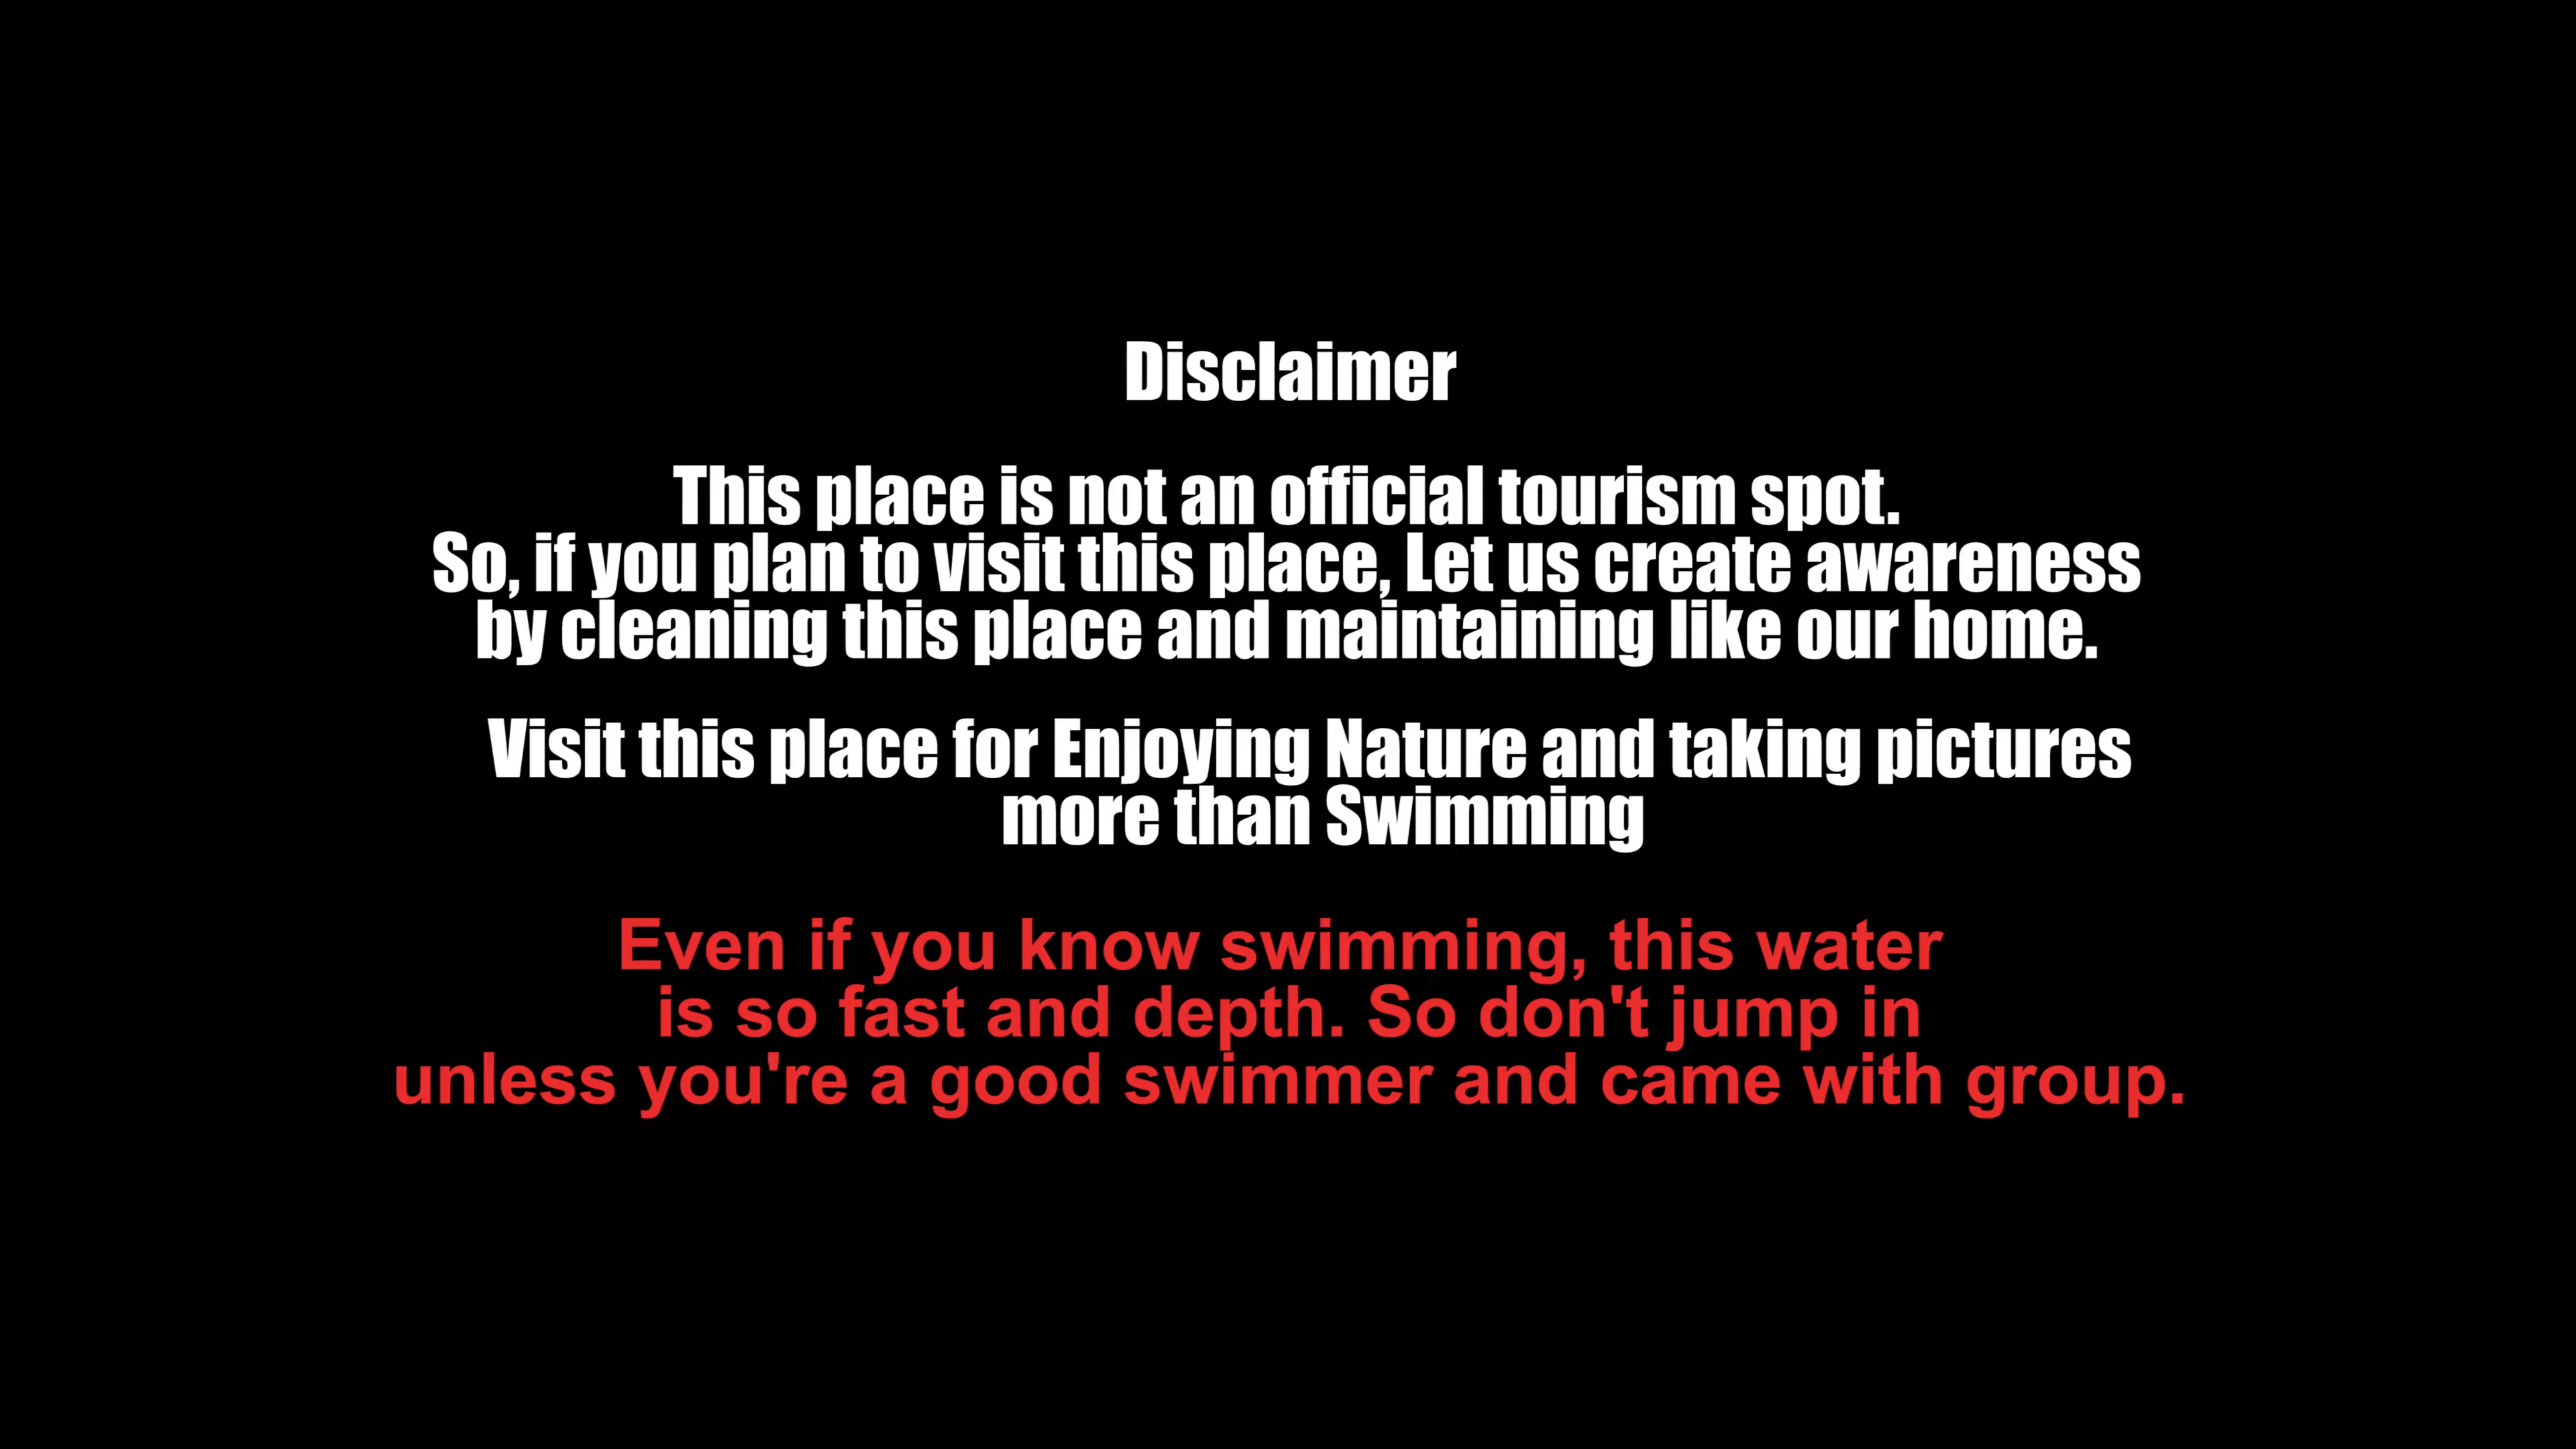 Disclaimer
This place is not an official tourism spot.
So, if you plan to visit this place, Let us create awareness
by cleaning this place and maintaining like our home.
Visit this place for Enjoying Nature and taking pictures
more than Swimming
Even if you know swimming, this water
is so fast and depth. So don't jump in
unless you're a good swimmer and came with group.